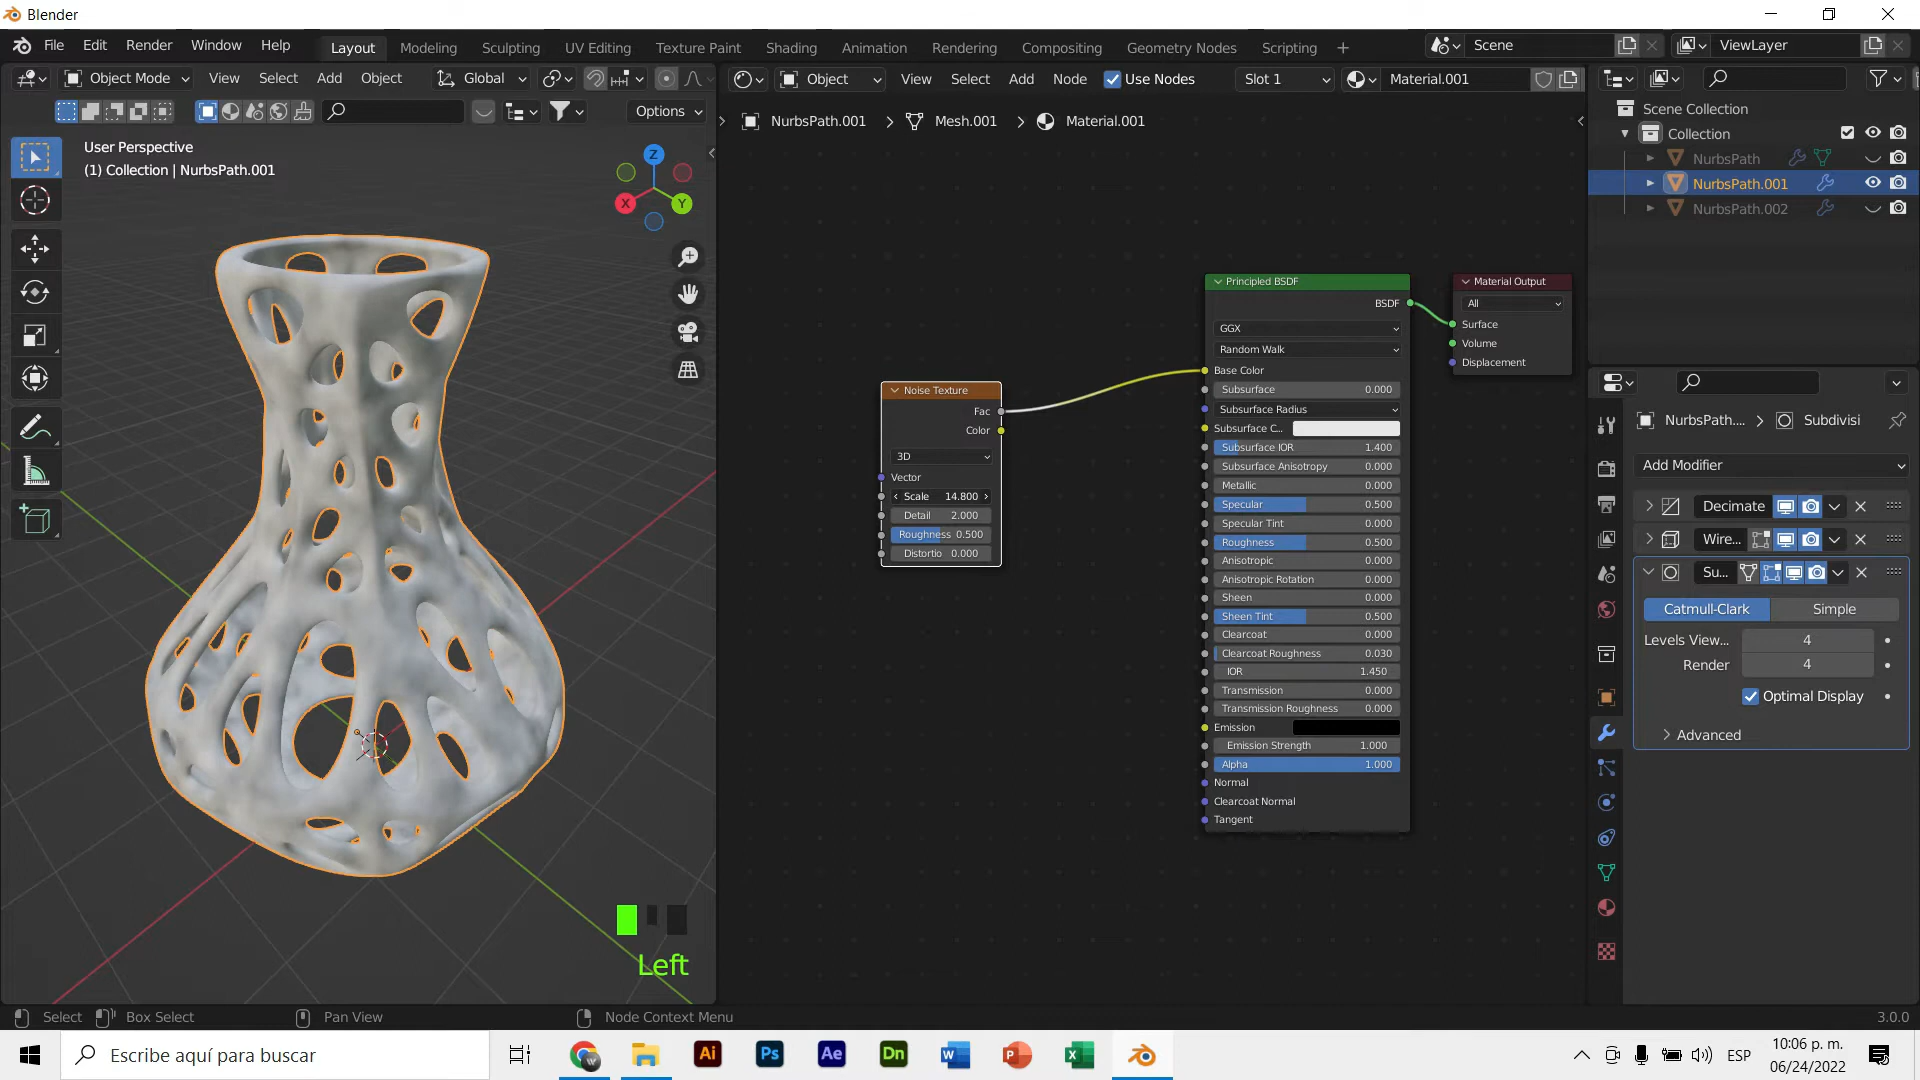 Blender
File Edit Render Window Help Layout Modeling Sculpting UV Editing Texture Paint Shading Animation Rendering Compositing Geometry Nodes Scripting Scene ViewLayer
Object Mode View Select Add Object Global Object View Select Add Node Use Nodes Slot 1 Material.001
Options
NurbsPath.001 > Mesh.001 > Material.001
User Perspective
(1) Collection | NurbsPath.001
Z
X
Y
Scene Collection
Collection
NurbsPath
NurbsPath.001
NurbsPath.002
Noise Texture
Fac
Color
3D
Vector
Scale 14.800
Detail 2.000
Roughness 0.500
Distortio 0.000
Principled BSDF
BSDF
GGX
Random Walk
Base Color
Subsurface 0.000
Subsurface Radius
Subsurface C...
Subsurface IOR 1.400
Subsurface Anisotropy 0.000
Metallic 0.000
Specular 0.500
Specular Tint 0.000
Roughness 0.500
Anisotropic 0.000
Anisotropic Rotation 0.000
Sheen 0.000
Sheen Tint 0.500
Clearcoat 0.000
Clearcoat Roughness 0.030
IOR 1.450
Transmission 0.000
Transmission Roughness 0.000
Emission
Emission Strength 1.000
Alpha 1.000
Normal
Clearcoat Normal
Tangent
Material Output
All
Surface
Volume
Displacement
NurbsPath.... > Subdivisi
Add Modifier
Decimate
Wire...
Su...
Catmull-Clark Simple
Levels View... 4
Render 4
Optimal Display
Advanced
Left
Select Box Select Pan View Node Context Menu 3.0.0
Escribe aquí para buscar
Ai Ps Ae Dn W P X
ESP
10:06 p. m.
06/24/2022